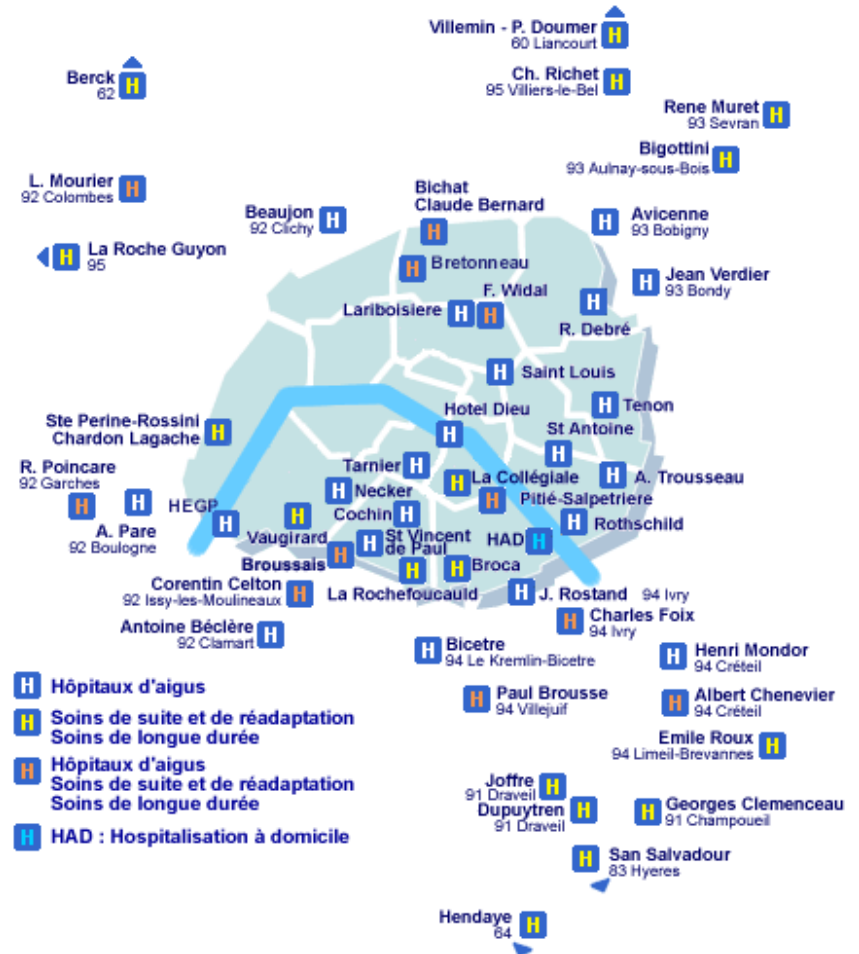 Villemin - P. Doumer
60 Liancourt
H
Berck
62
H
Ch. Richet
95 Villiers-le-Bel
H
Rene Muret
93 Sevran
H
Bigottini
93 Aulnay-sous-Bois
H
L. Mourier
92 Colombes
H
Bichat
Claude Bernard
H
Beaujon
92 Clichy
H
Avicenne
93 Bobigny
H
La Roche Guyon
95
H
Bretonneau
H
Jean Verdier
93 Bondy
H
F. Widal
H
Lariboisiere
H
R. Debré
H
Saint Louis
H
Hotel Dieu
H
Tenon
H
Ste Perine-Rossini
Chardon Lagache
H
St Antoine
H
Tarnier
H
La Collégiale
H
A. Trousseau
H
R. Poincare
92 Garches
H
A. Pare
92 Boulogne
H
HEGP
H
Necker
H
Pitié-Salpetriere
H
Cochin
H
Vaugirard
H
Rothschild
H
HAD
H
St Vincent
de Paul
H
Broussais
H
Broca
H
La Rochefoucauld
H
Corentin Celton
92 Issy-les-Moulineaux
H
J. Rostand 94 Ivry
H
Charles Foix
94 Ivry
H
Antoine Béclère
92 Clamart
H
Bicetre
94 Le Kremlin-Bicetre
H
Henri Mondor
94 Créteil
H
Paul Brousse
94 Villejuif
H
Albert Chenevier
94 Créteil
H
Emile Roux
94 Limeil-Brevannes
H
Joffre
91 Draveil
H
Dupuytren
91 Draveil
H
Georges Clemenceau
91 Champoueil
H
San Salvadour
83 Hyeres
H
Hendaye
64
H
H Hôpitaux d'aigus
H Soins de suite et de réadaptation
Soins de longue durée
H Hôpitaux d'aigus
Soins de suite et de réadaptation
Soins de longue durée
H HAD : Hospitalisation à domicile